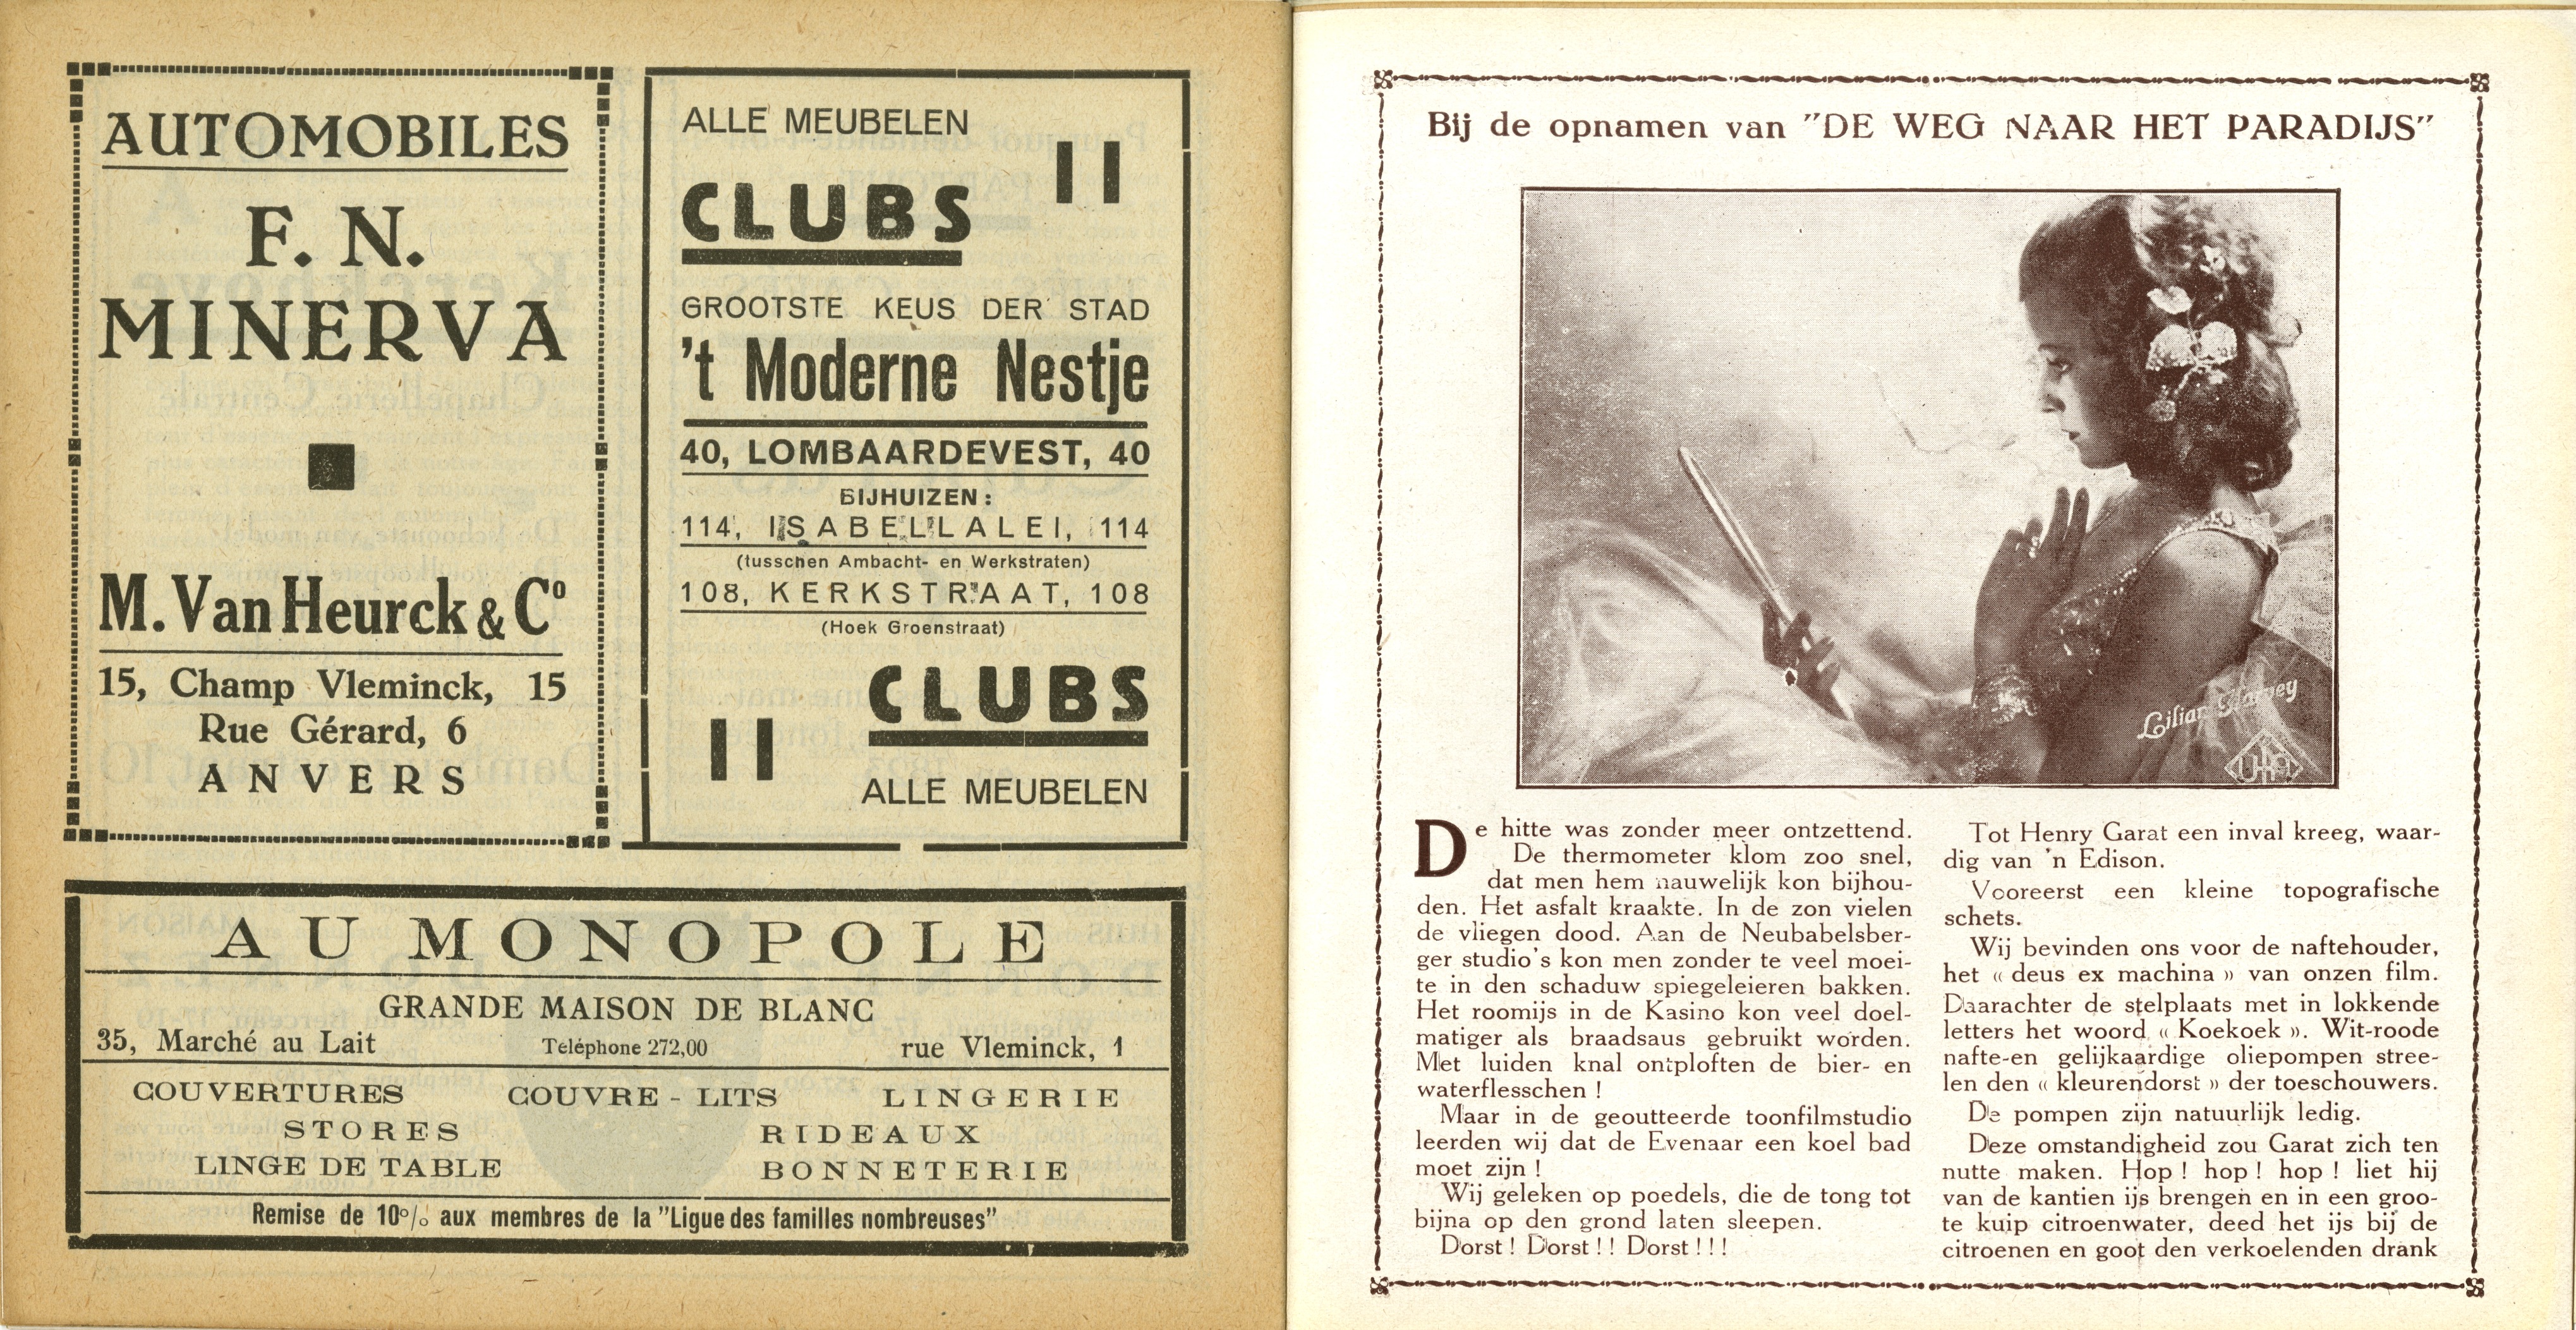 AUTOMOBILES
F. N.
MINERVA
M. Van Heurck & Cº
15, Champ Vleminck, 15
Rue Gérard, 6
ANVERS
ALLE MEUBELEN
CLUBS
GROOTSTE KEUS DER STAD
't Moderne Nestje
40, LOMBAARDEVEST, 40
BIJHUIZEN :
114, ISABELLALEI, 114
(tusschen Ambacht- en Werkstraten)
108, KERKSTRAAT, 108
(Hoek Groenstraat)
CLUBS
ALLE MEUBELEN
AU MONOPOLE
GRANDE MAISON DE BLANC
35, Marché au Lait Teléphone 272,00 rue Vleminck, 1
COUVERTURES COUVRE - LITS LINGERIE
STORES RIDEAUX
LINGE DE TABLE BONNETERIE
Remise de 10% aux membres de la "Ligue des familles nombreuses"
Bij de opnamen van "DE WEG NAAR HET PARADIJS"
Lilian Harvey
UFA
De hitte was zonder meer ontzettend.
De thermometer klom zoo snel,
dat men hem nauwelijk kon bijhou-
den. Het asfalt kraakte. In de zon vielen
de vliegen dood. Aan de Neubabelsber-
ger studio's kon men zonder te veel moei-
te in den schaduw spiegeleieren bakken.
Het roomijs in de Kasino kon veel doel-
matiger als braadsaus gebruikt worden.
Met luiden knal ontploften de bier- en
waterflesschen !
Maar in de geoutteerde toonfilmstudio
leerden wij dat de Evenaar een koel bad
moet zijn !
Wij geleken op poedels, die de tong tot
bijna op den grond laten sleepen.
Dorst ! Dorst ! ! Dorst ! ! !
Tot Henry Garat een inval kreeg, waar-
dig van 'n Edison.
Vooreerst een kleine topografische
schets.
Wij bevinden ons voor de naftehouder,
het « deus ex machina » van onzen film.
Daarachter de stelplaats met in lokkende
letters het woord « Koekoek ». Wit-roode
nafte-en gelijkaardige oliepompen stree-
len den « kleurendorst » der toeschouwers.
De pompen zijn natuurlijk ledig.
Deze omstandigheid zou Garat zich ten
nutte maken. Hop ! hop ! hop ! liet hij
van de kantien ijs brengen en in een groo-
te kuip citroenwater, deed het ijs bij de
citroenen en goot den verkoelenden drank